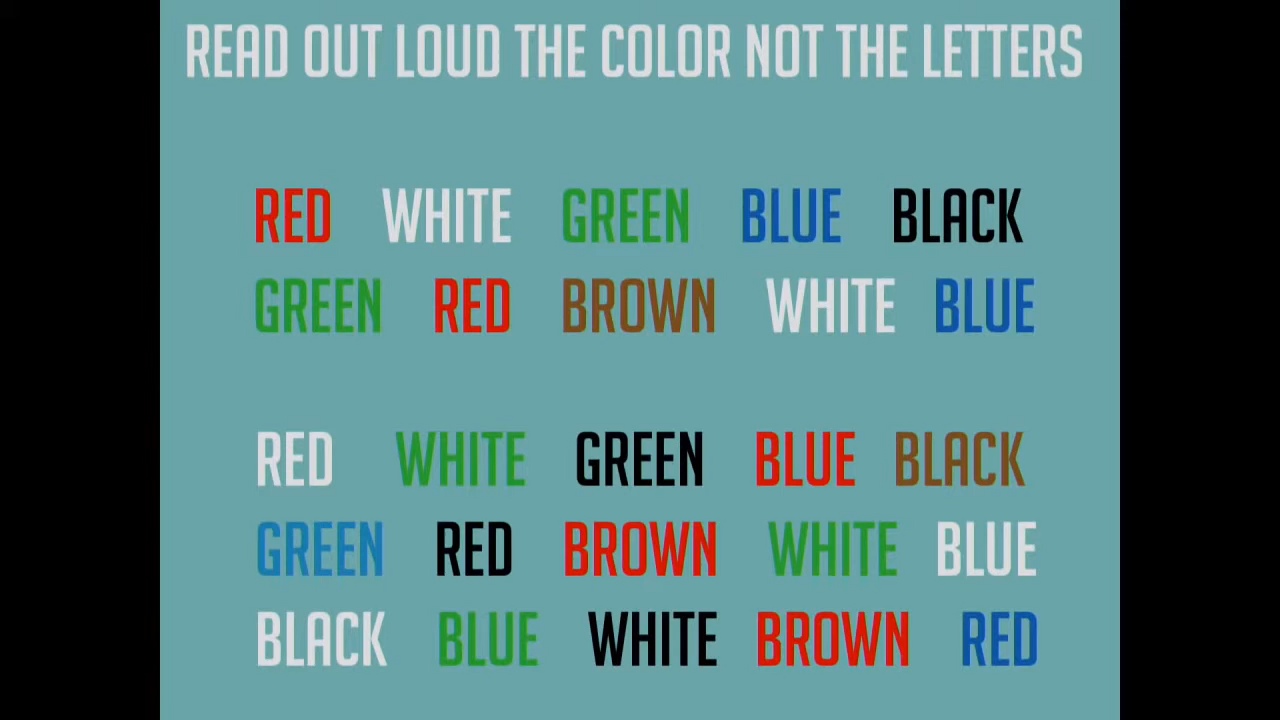 READ OUT LOUD THE COLOR NOT THE LETTERS
RED WHITE GREEN BLUE BLACK
GREEN RED BROWN WHITE BLUE
RED WHITE GREEN BLUE BLACK
GREEN RED BROWN WHITE BLUE
BLACK BLUE WHITE BROWN RED